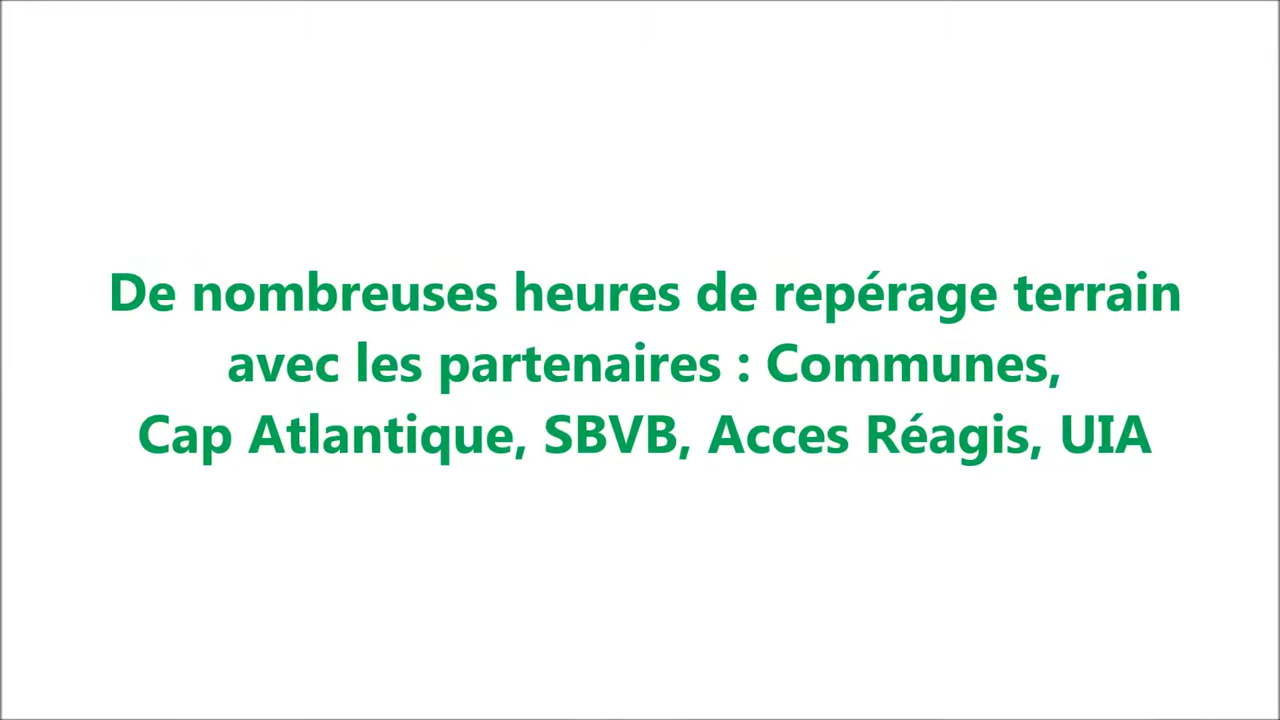 De nombreuses heures de repérage terrain
avec les partenaires : Communes,
Cap Atlantique, SBVB, Acces Réagis, UIA